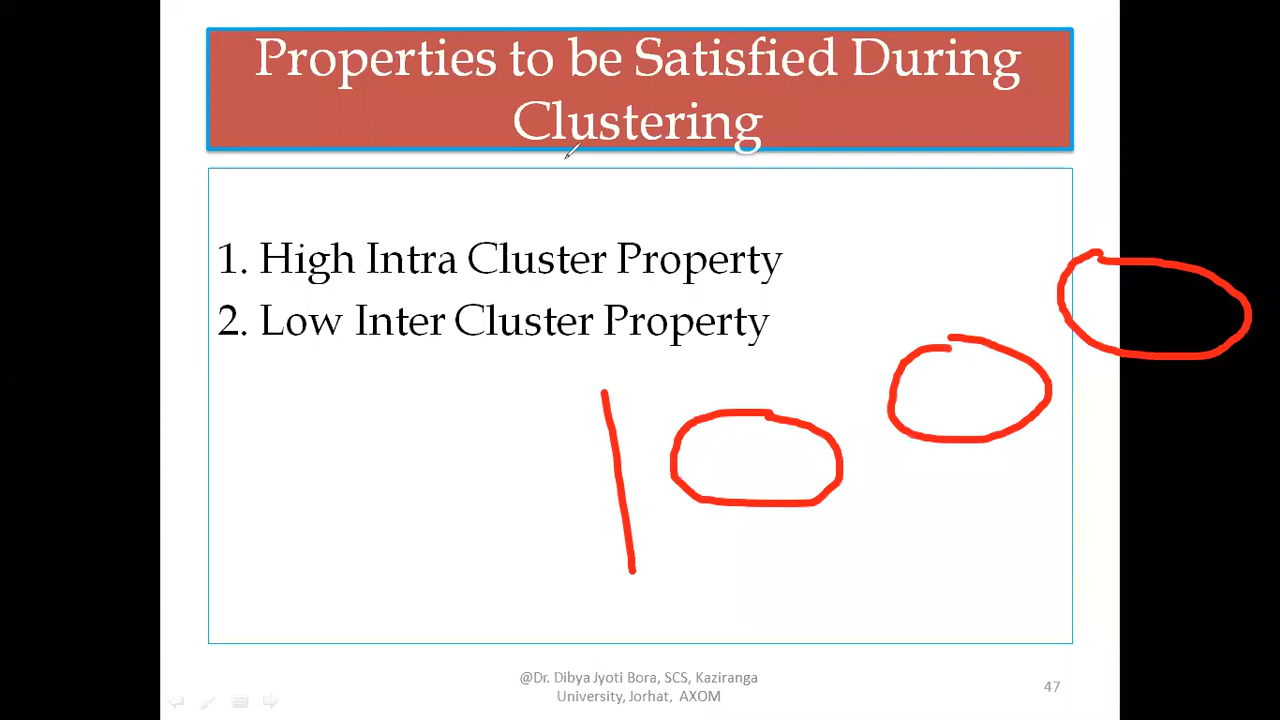 Properties to be Satisfied During
Clustering
1. High Intra Cluster Property
2. Low Inter Cluster Property
@Dr. Dibya Jyoti Bora, SCS, Kaziranga
University, Jorhat, AXOM
47